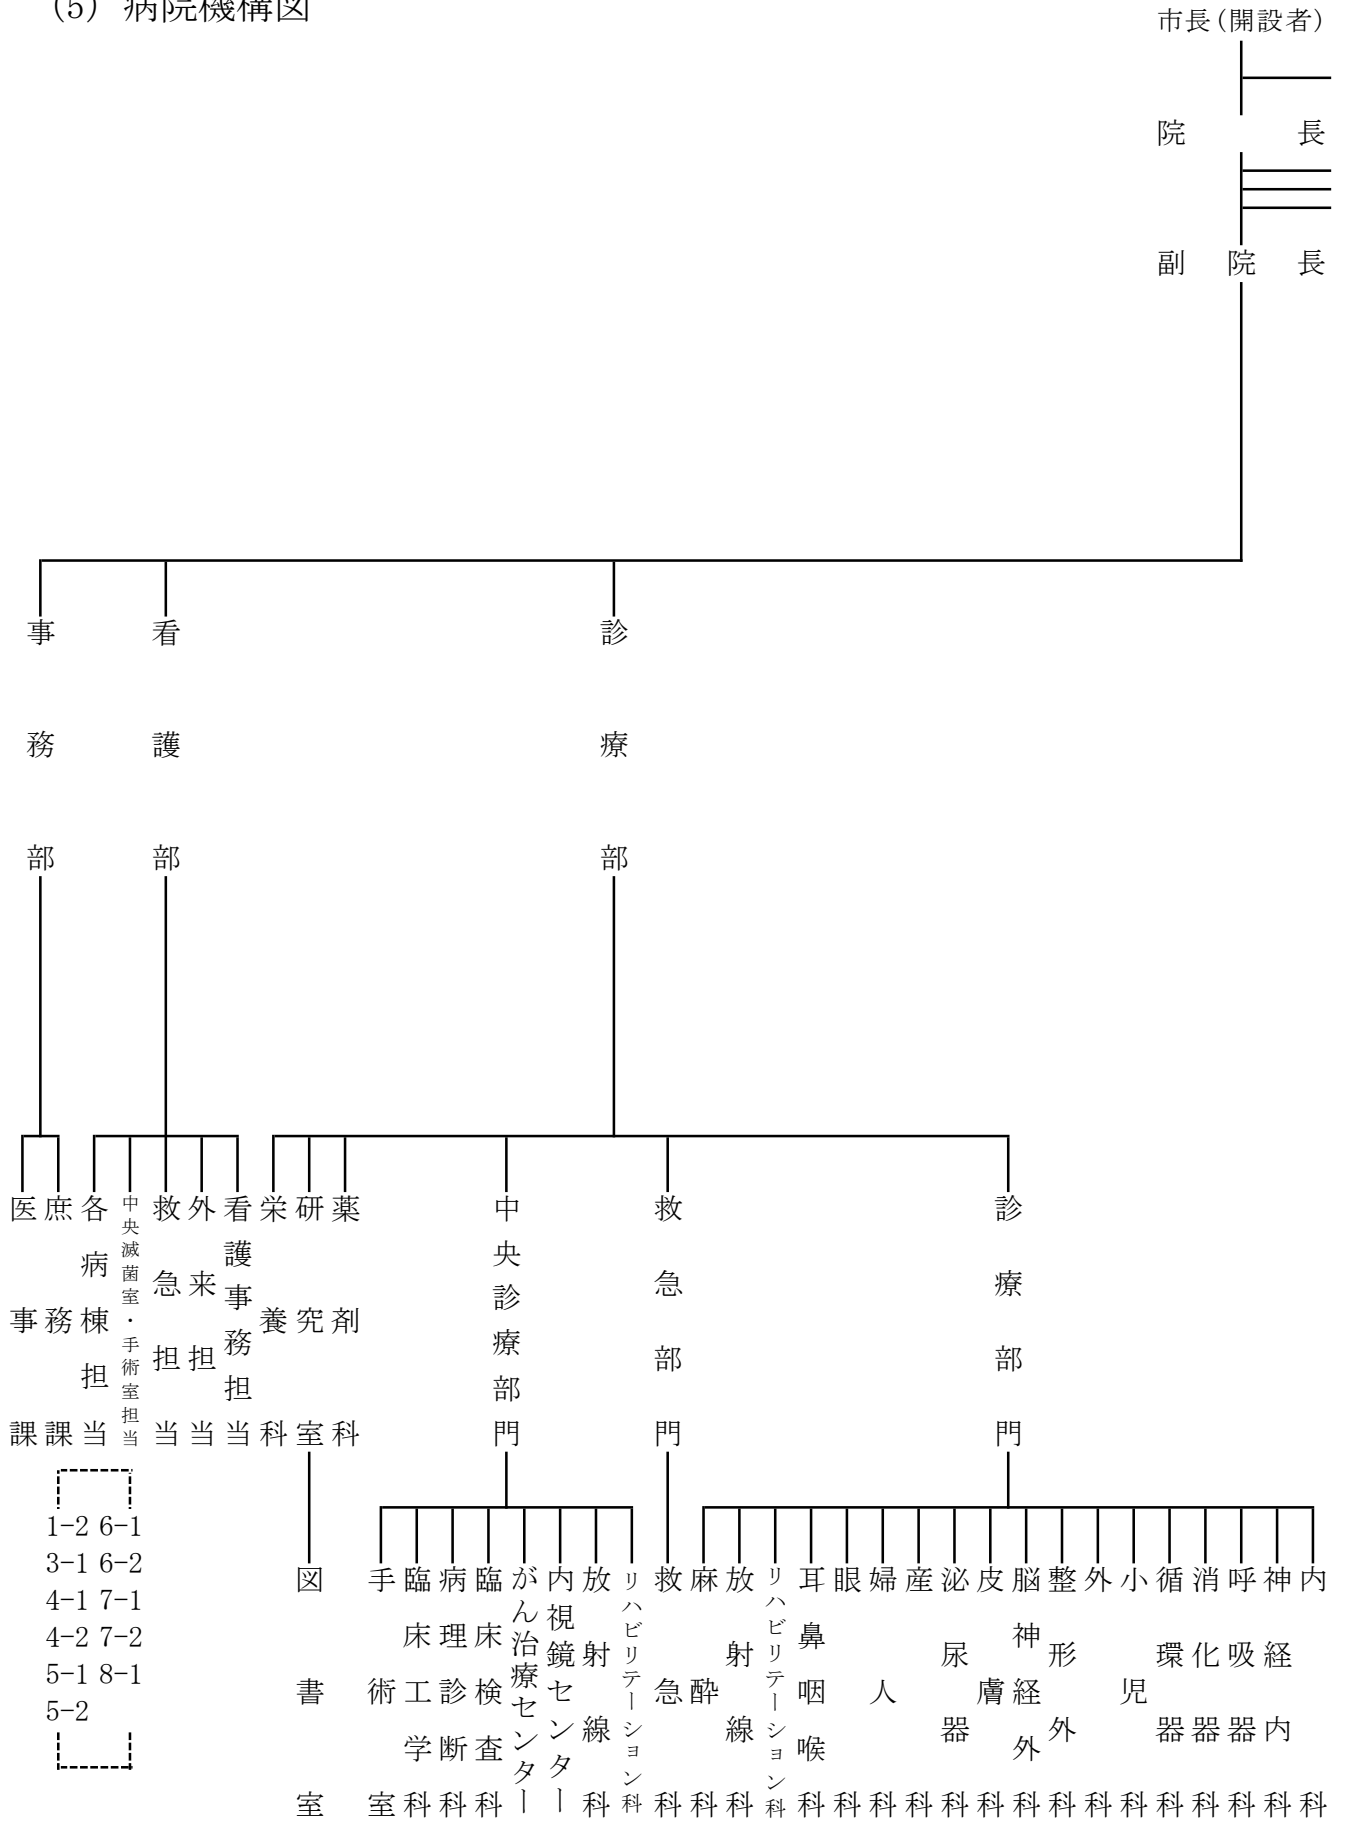 (5) 病院機構図
市長(開設者)
院長
副院長
診療部
看護部
事務部
診療部門
救急部門
中央診療部門
薬剤科
研究室
栄養科
看護事務担当
外来担当
救急担当
中央滅菌室・手術室担当
各病棟担当
庶務課
医事課
内科
神経内科
呼吸器科
消化器科
循環器科
小児科
外科
整形外科
脳神経外科
皮膚科
泌尿器科
産科
婦人科
眼科
耳鼻咽喉科
リハビリテーション科
放射線科
麻酔科
救急科
リハビリテーション科
放射線科
内視鏡センター
がん治療センター
臨床検査科
病理診断科
臨床工学科
手術室
図書室
1-2 6-1
3-1 6-2
4-1 7-1
4-2 7-2
5-1 8-1
5-2